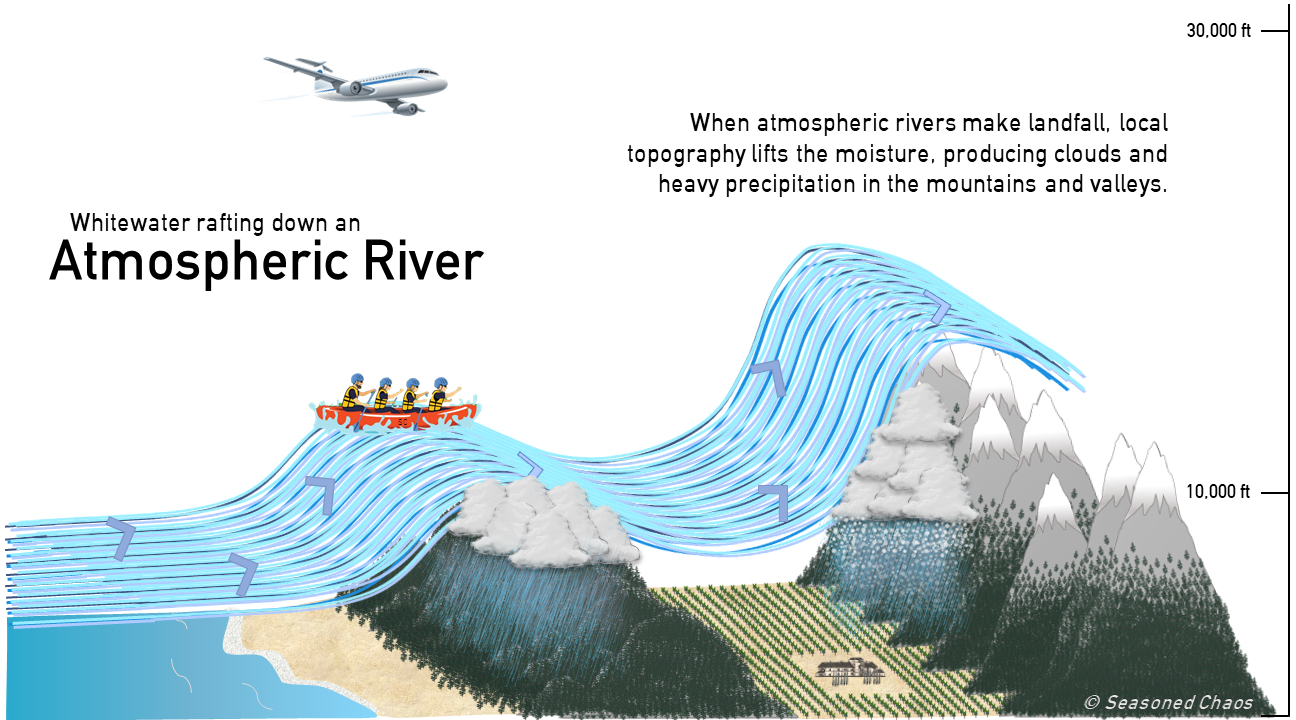 30,000 ft
When atmospheric rivers make landfall, local
topography lifts the moisture, producing clouds and
heavy precipitation in the mountains and valleys.
Whitewater rafting down an
Atmospheric River
10,000 ft
© Seasoned Chaos